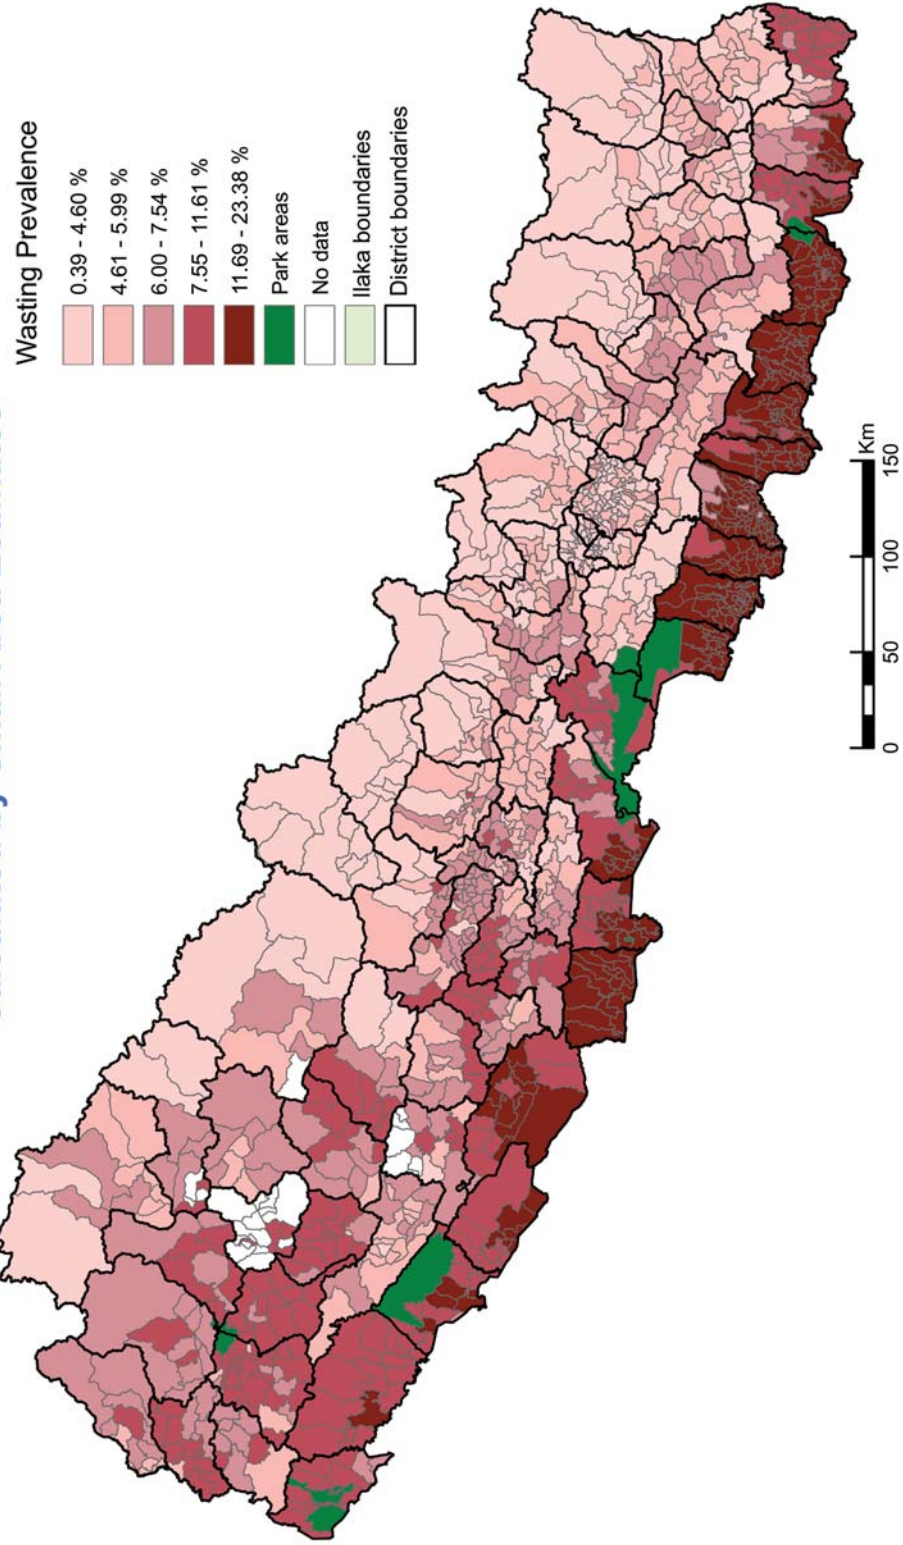 Wasting Prevalence
0.39 - 4.60 %
4.61 - 5.99 %
6.00 - 7.54 %
7.55 - 11.61 %
11.69 - 23.38 %
Park areas
No data
Ilaka boundaries
District boundaries
Km
0 50 100 150